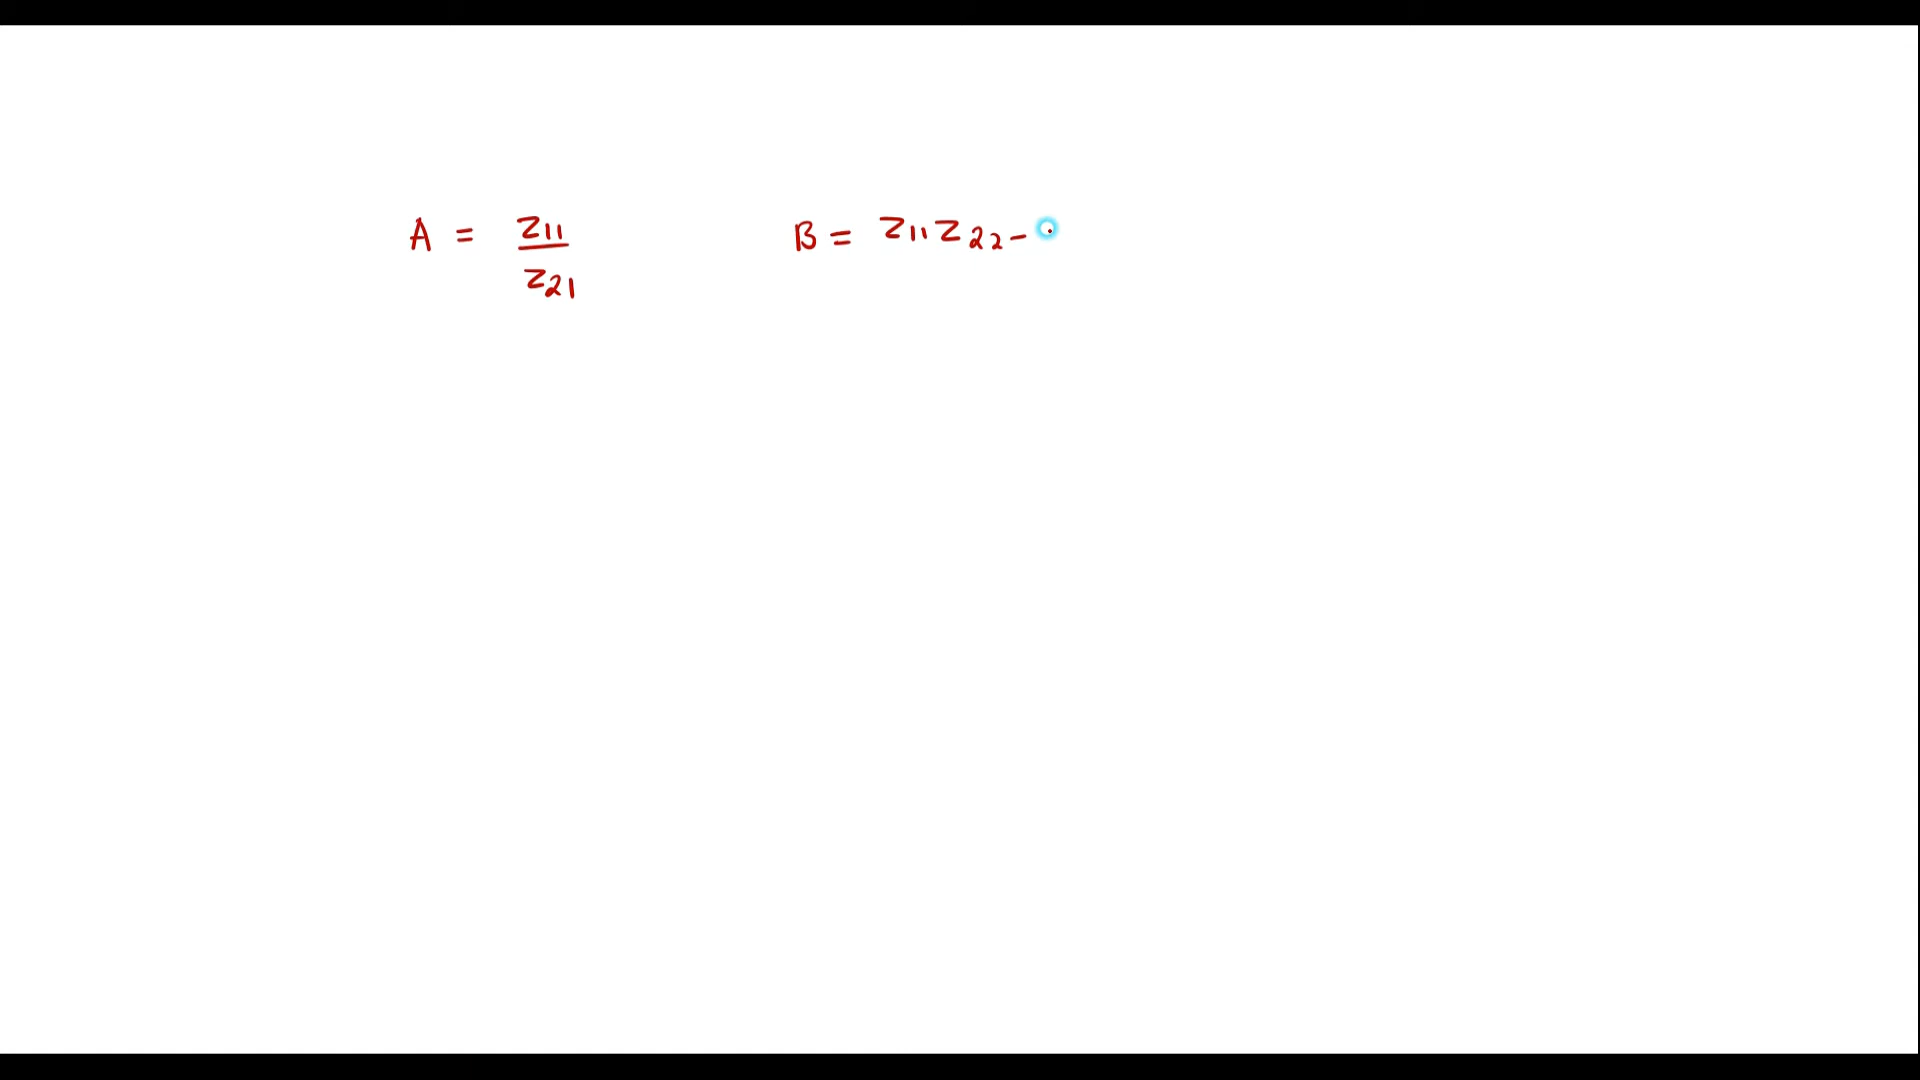 A = z11/z21
B = z11z22 -